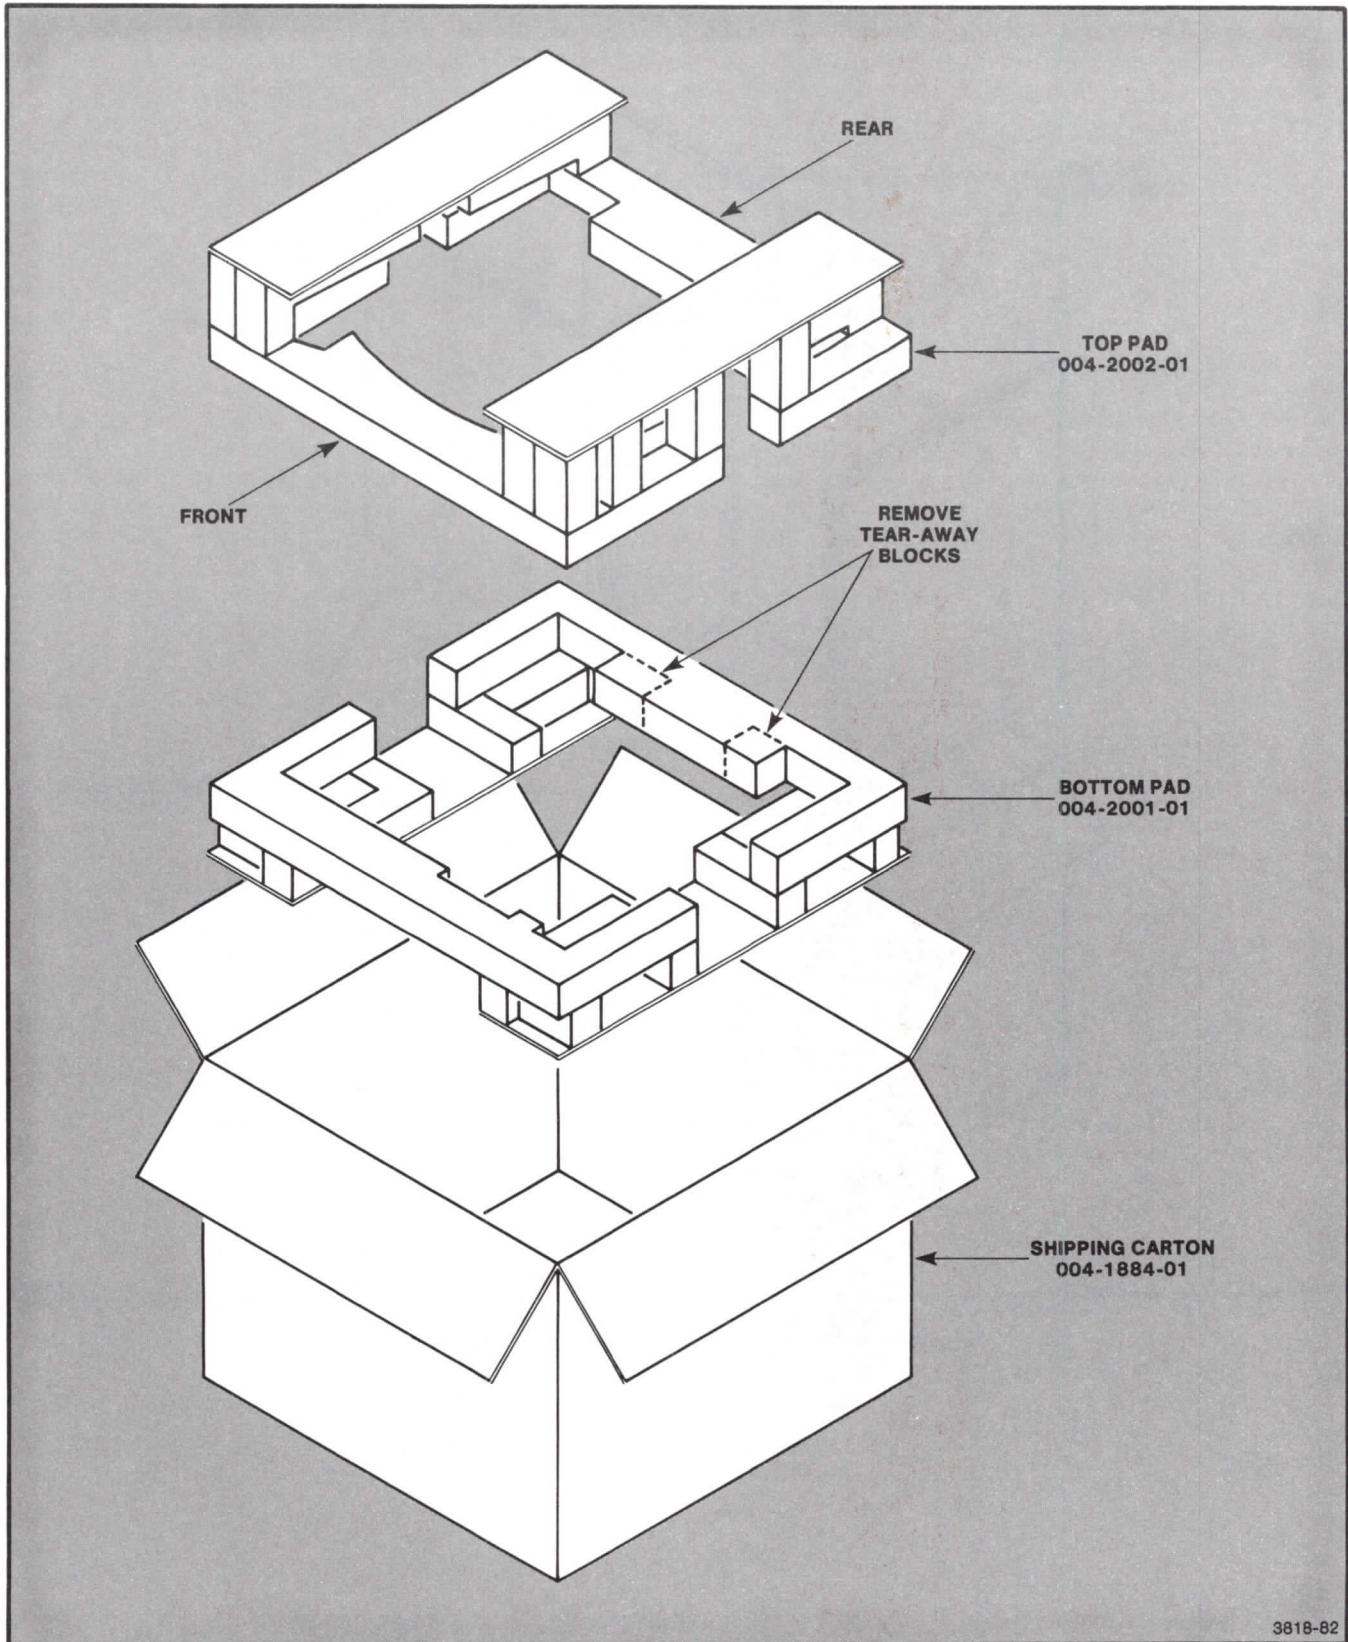 REAR
TOP PAD
004-2002-01
FRONT
REMOVE
TEAR-AWAY
BLOCKS
BOTTOM PAD
004-2001-01
SHIPPING CARTON
004-1884-01
3818-82